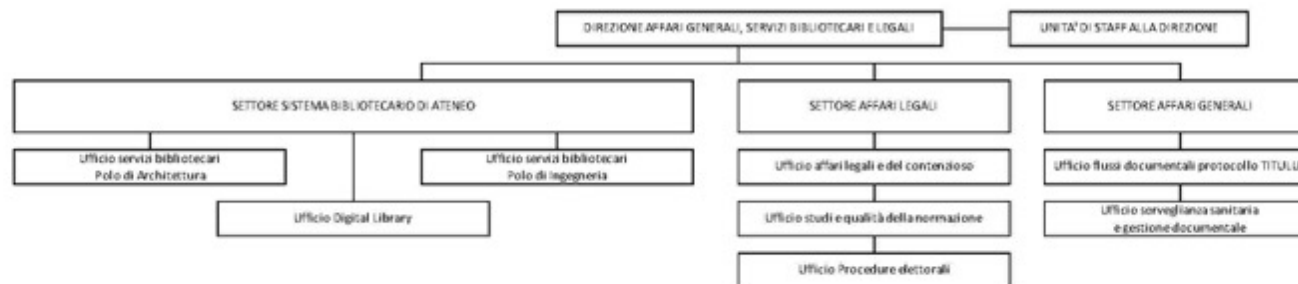 DIREZIONE AFFARI GENERALI, SERVIZI BIBLIOTECARI E LEGALI
UNITA' DI STAFF ALLA DIREZIONE
SETTORE SISTEMA BIBLIOTECARIO DI ATENEO
SETTORE AFFARI LEGALI
SETTORE AFFARI GENERALI
Ufficio servizi bibliotecari
Polo di Architettura
Ufficio servizi bibliotecari
Polo di Ingegneria
Ufficio Digital Library
Ufficio affari legali e del contenzioso
Ufficio studi e qualità della normazione
Ufficio Procedure elettorali
Ufficio flussi documentali protocollo TITULU
Ufficio serveglianza sanitaria
e gestione documentale